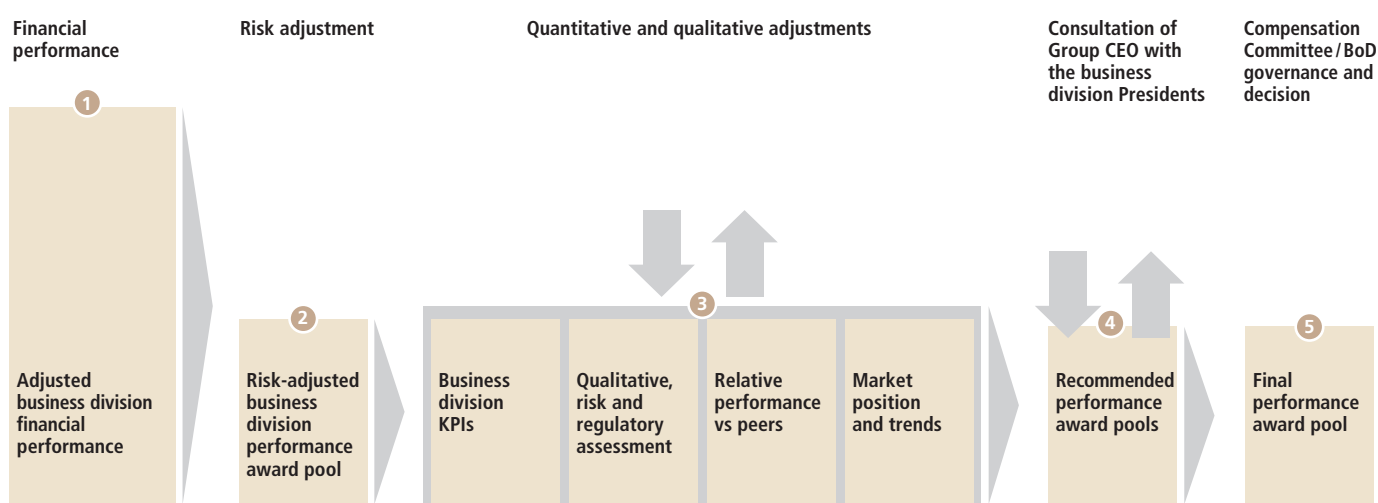 Financial
performance
Risk adjustment
Quantitative and qualitative adjustments
Consultation of
Group CEO with
the business
division Presidents
Compensation
Committee/BoD
governance and
decision
1
Adjusted
business division
financial
performance
2
Risk-adjusted
business
division
performance
award pool
3
Business
division
KPIs
Qualitative,
risk and
regulatory
assessment
Relative
performance
vs peers
Market
position
and trends
4
Recommended
performance
award pools
5
Final
performance
award pool